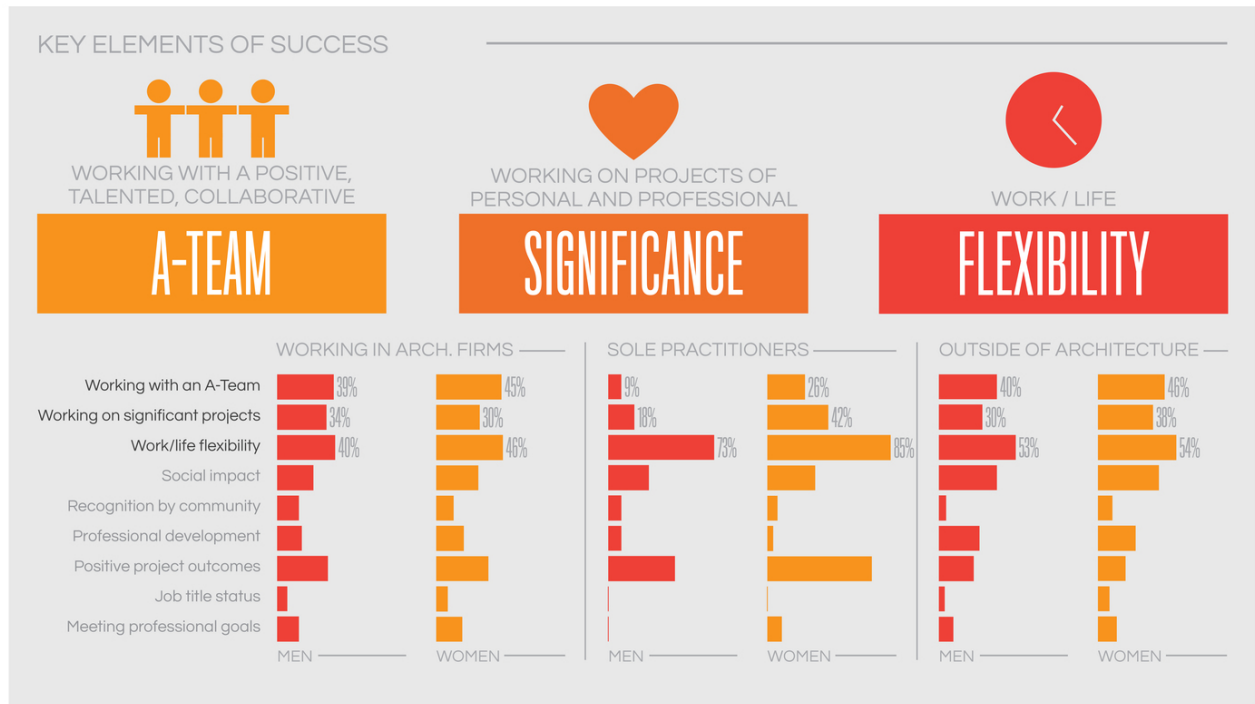 KEY ELEMENTS OF SUCCESS
WORKING WITH A POSITIVE,
TALENTED, COLLABORATIVE
A-TEAM
WORKING ON PROJECTS OF
PERSONAL AND PROFESSIONAL
SIGNIFICANCE
WORK / LIFE
FLEXIBILITY
WORKING IN ARCH. FIRMS
SOLE PRACTITIONERS
OUTSIDE OF ARCHITECTURE
Working with an A-Team 39% 45% 9% 26% 40% 46%
Working on significant projects 34% 30% 18% 42% 30% 38%
Work/life flexibility 40% 46% 73% 85% 53% 54%
Social impact
Recognition by community
Professional development
Positive project outcomes
Job title status
Meeting professional goals
MEN WOMEN MEN WOMEN MEN WOMEN